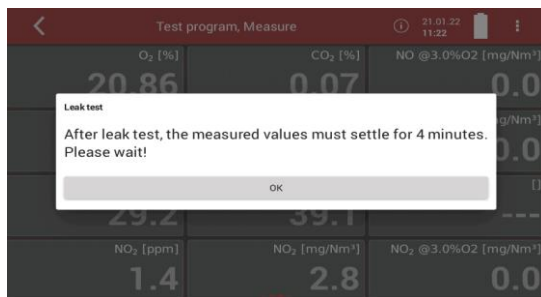 Test program, Measure
21.01.22
11:22
O₂ [%]
CO₂ [%]
NO @3.0%O2 [mg/Nm³]
20.86
0.07
0.0
Leak test
After leak test, the measured values must settle for 4 minutes.
Please wait!
OK
g/Nm³]
0.0
[]
29.2
39.1
---
NO₂ [ppm]
NO₂ [mg/Nm³]
NO₂ @3.0%O2 [mg/Nm³]
1.4
2.8
0.0